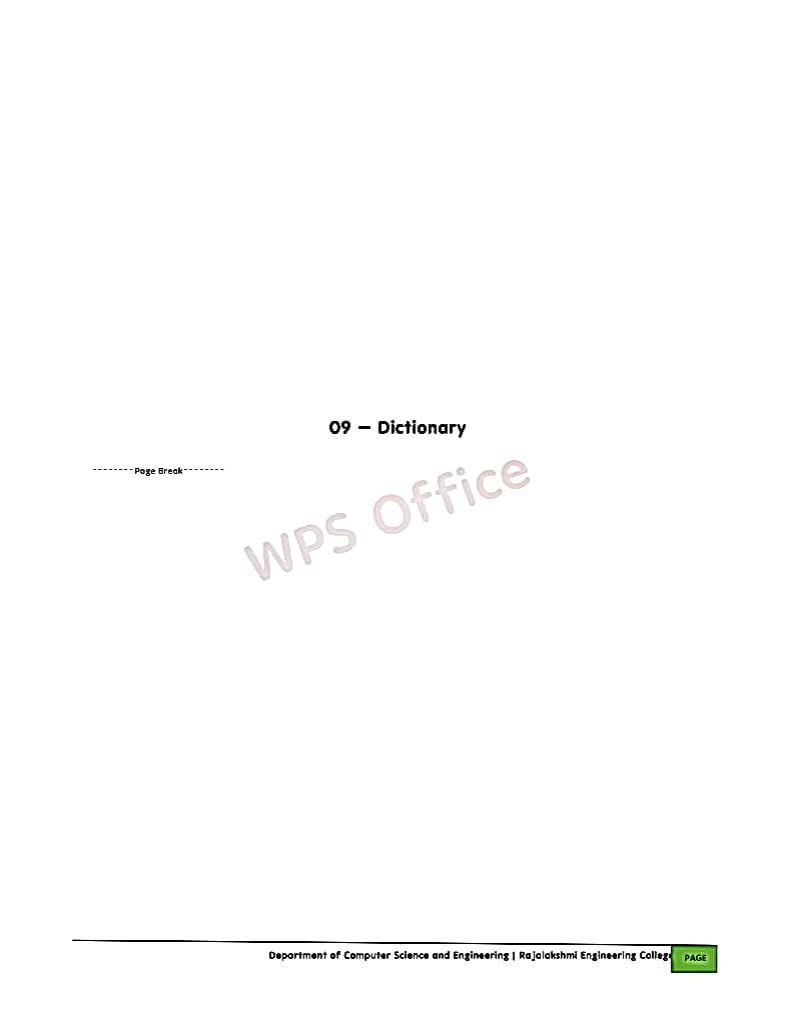 09 – Dictionary
--------Page Break--------
WPS Office
Department of Computer Science and Engineering | Rajalakshmi Engineering College
PAGE